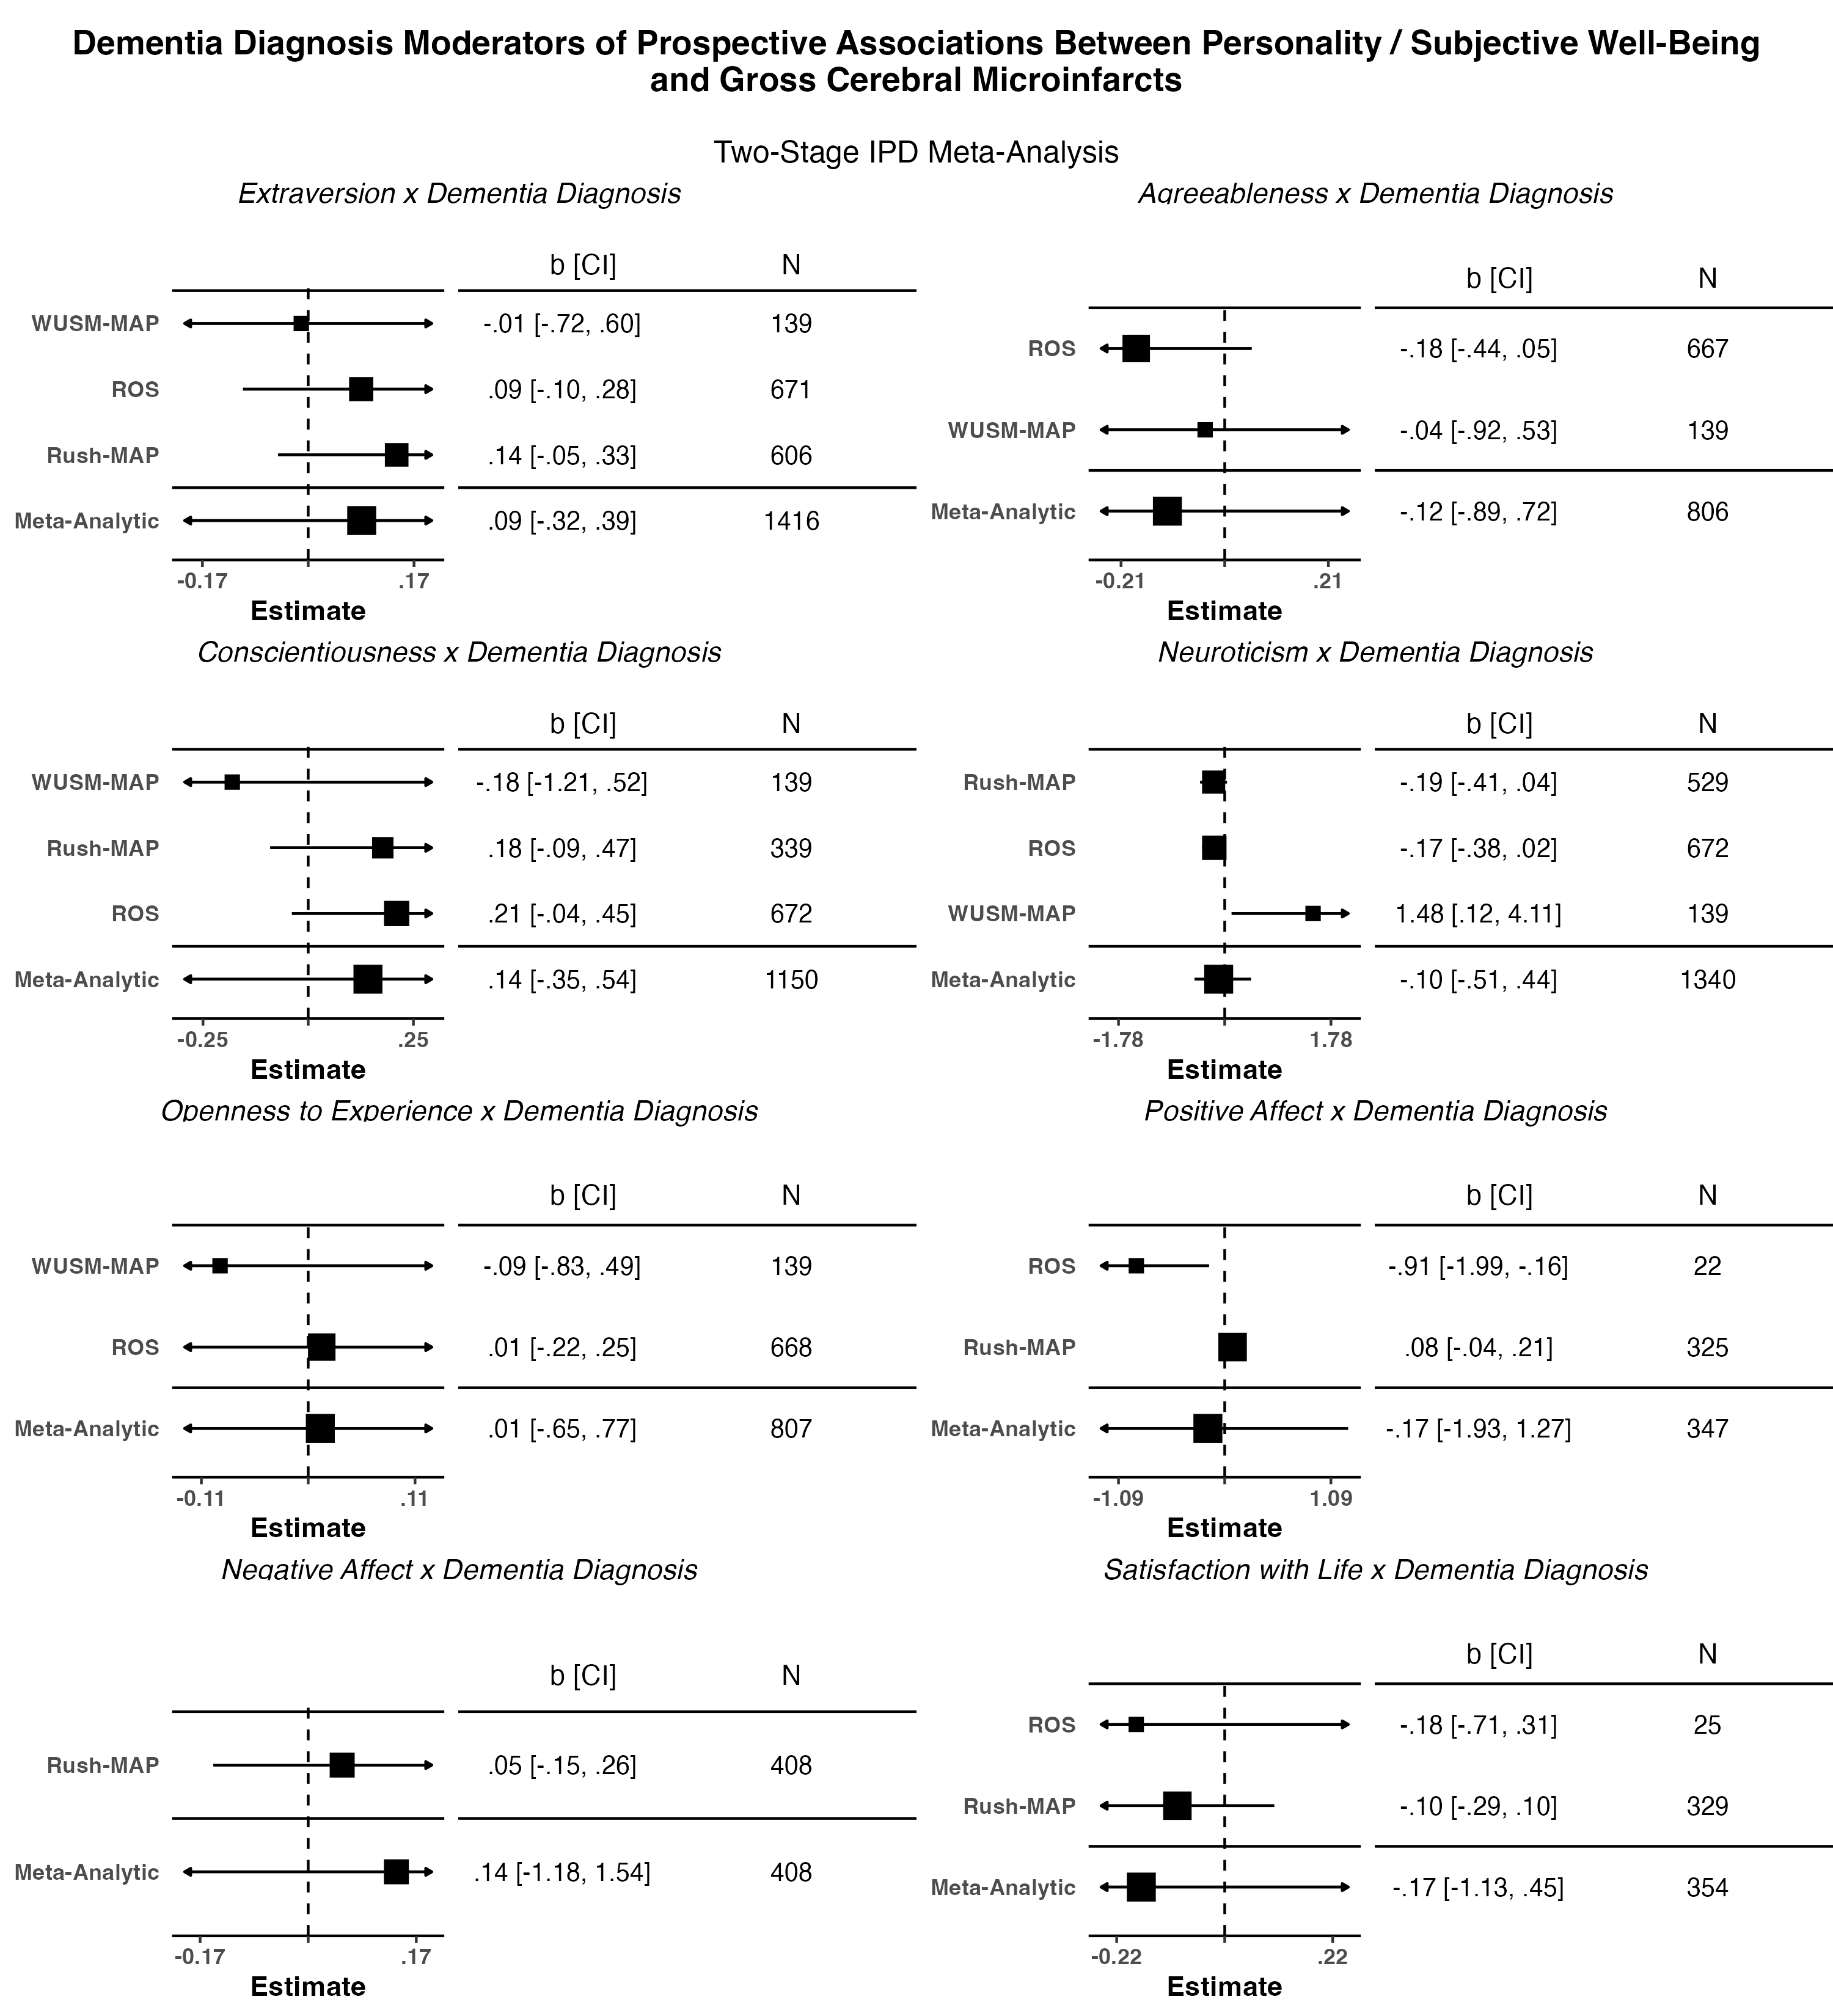 Dementia Diagnosis Moderators of Prospective Associations Between Personality / Subjective Well-Being
and Gross Cerebral Microinfarcts
Two-Stage IPD Meta-Analysis
Extraversion x Dementia Diagnosis
b [CI] N
WUSM-MAP -.01 [-.72, .60] 139
ROS .09 [-.10, .28] 671
Rush-MAP .14 [-.05, .33] 606
Meta-Analytic .09 [-.32, .39] 1416
-0.17 .17
Estimate
Agreeableness x Dementia Diagnosis
b [CI] N
ROS -.18 [-.44, .05] 667
WUSM-MAP -.04 [-.92, .53] 139
Meta-Analytic -.12 [-.89, .72] 806
-0.21 .21
Estimate
Conscientiousness x Dementia Diagnosis
b [CI] N
WUSM-MAP -.18 [-1.21, .52] 139
Rush-MAP .18 [-.09, .47] 339
ROS .21 [-.04, .45] 672
Meta-Analytic .14 [-.35, .54] 1150
-0.25 .25
Estimate
Neuroticism x Dementia Diagnosis
b [CI] N
Rush-MAP -.19 [-.41, .04] 529
ROS -.17 [-.38, .02] 672
WUSM-MAP 1.48 [.12, 4.11] 139
Meta-Analytic -.10 [-.51, .44] 1340
-1.78 1.78
Estimate
Openness to Experience x Dementia Diagnosis
b [CI] N
WUSM-MAP -.09 [-.83, .49] 139
ROS .01 [-.22, .25] 668
Meta-Analytic .01 [-.65, .77] 807
-0.11 .11
Estimate
Positive Affect x Dementia Diagnosis
b [CI] N
ROS -.91 [-1.99, -.16] 22
Rush-MAP .08 [-.04, .21] 325
Meta-Analytic -.17 [-1.93, 1.27] 347
-1.09 1.09
Estimate
Negative Affect x Dementia Diagnosis
b [CI] N
Rush-MAP .05 [-.15, .26] 408
Meta-Analytic .14 [-1.18, 1.54] 408
-0.17 .17
Estimate
Satisfaction with Life x Dementia Diagnosis
b [CI] N
ROS -.18 [-.71, .31] 25
Rush-MAP -.10 [-.29, .10] 329
Meta-Analytic -.17 [-1.13, .45] 354
-0.22 .22
Estimate